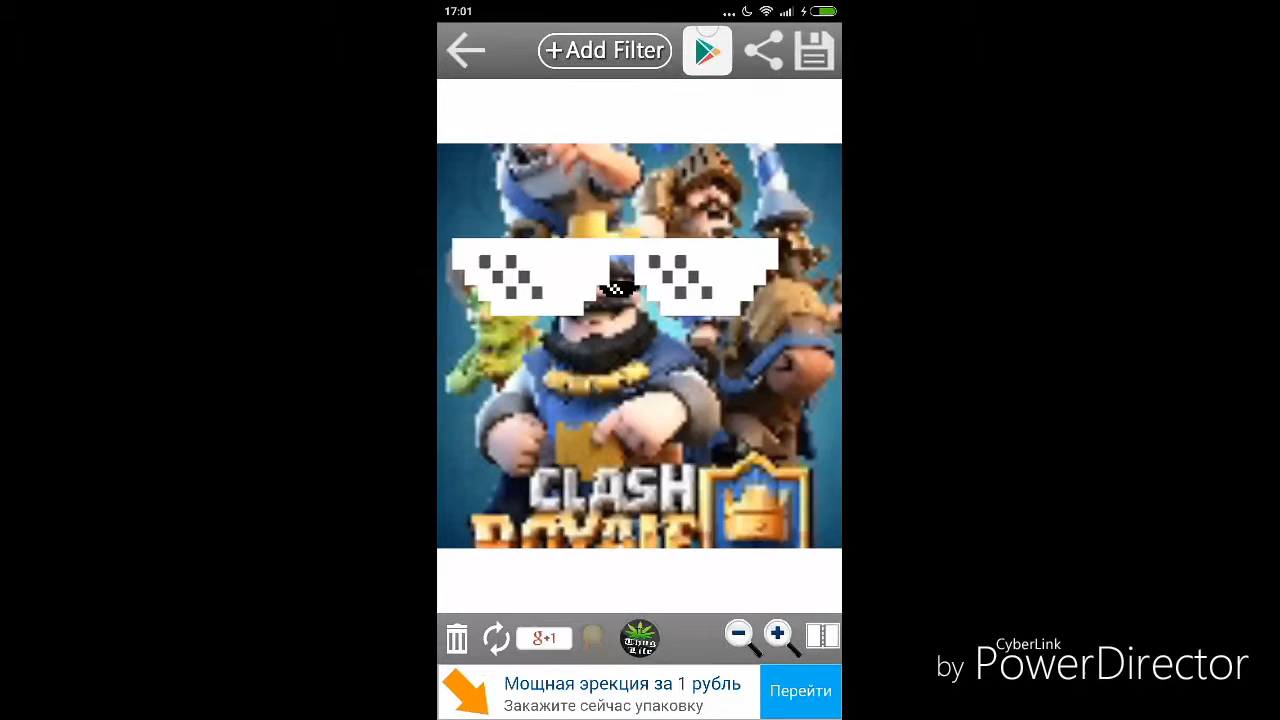 17:01
+Add Filter
CLASH
ROYALE
g+1
Thug
Life
Мощная эрекция за 1 рубль
Закажите сейчас упаковку
Перейти
CyberLink
by PowerDirector